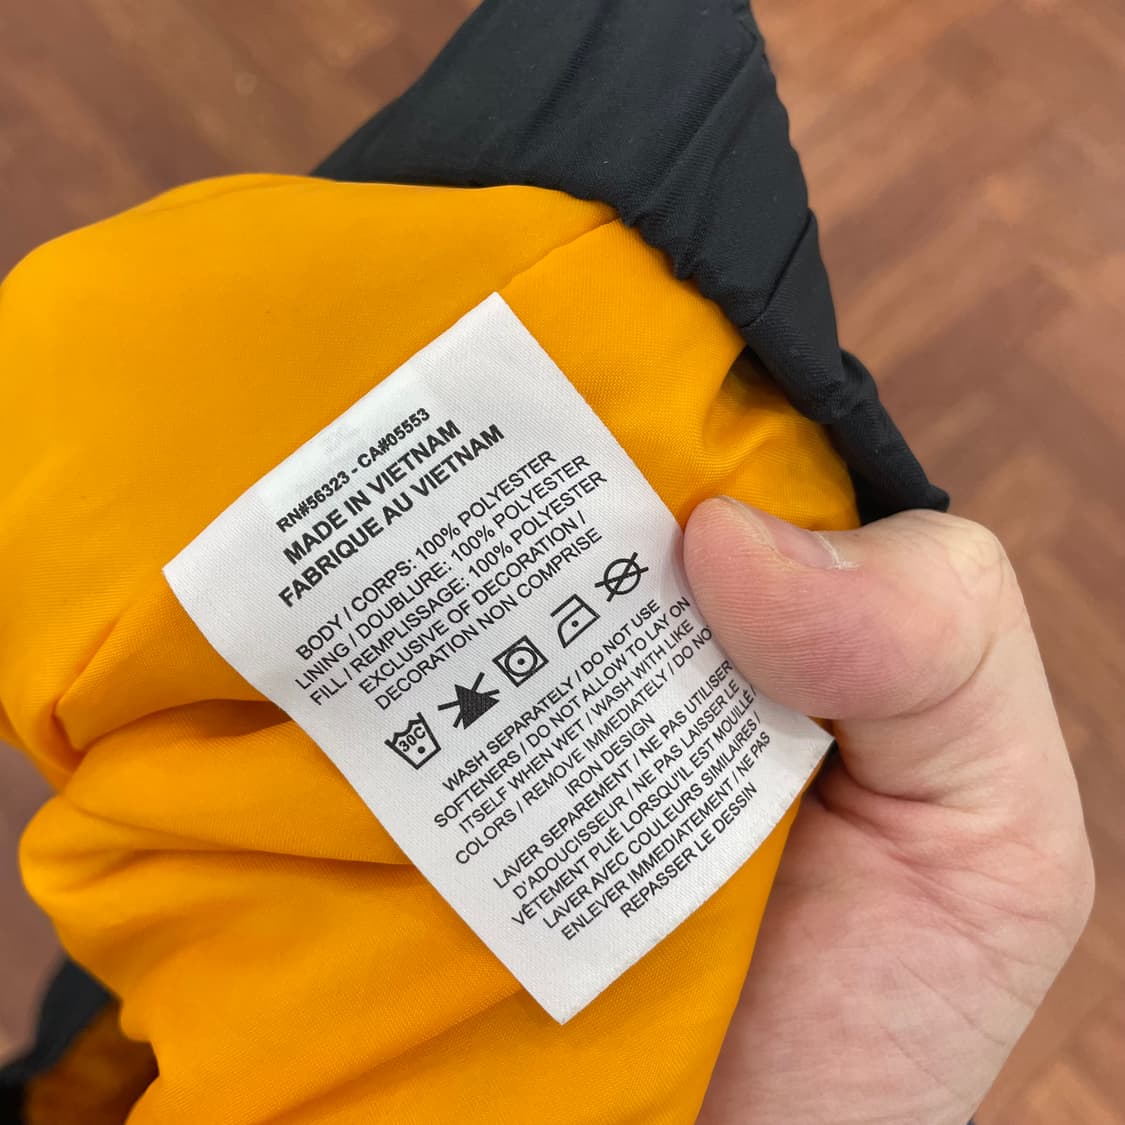 RN#56323 - CA#05553
MADE IN VIETNAM
FABRIQUE AU VIETNAM
BODY / CORPS: 100% POLYESTER
LINING / DOUBLURE: 100% POLYESTER
FILL / REMPLISSAGE: 100% POLYESTER
EXCLUSIVE OF DECORATION /
DECORATION NON COMPRISE
30C
WASH SEPARATELY / DO NOT USE
SOFTENERS / DO NOT ALLOW TO LAY ON
ITSELF WHEN WET / WASH WITH LIKE
COLORS / REMOVE IMMEDIATELY / DO NO
IRON DESIGN
LAVER SEPAREMENT / NE PAS UTILISER
D'ADOUCISSEUR / NE PAS LAISSER LE
VÊTEMENT PLIÉ LORSQU'IL EST MOUILLÉ /
LAVER AVEC COULEURS SIMILAIRES /
ENLEVER IMMEDIATEMENT / NE PAS
REPASSER LE DESSIN